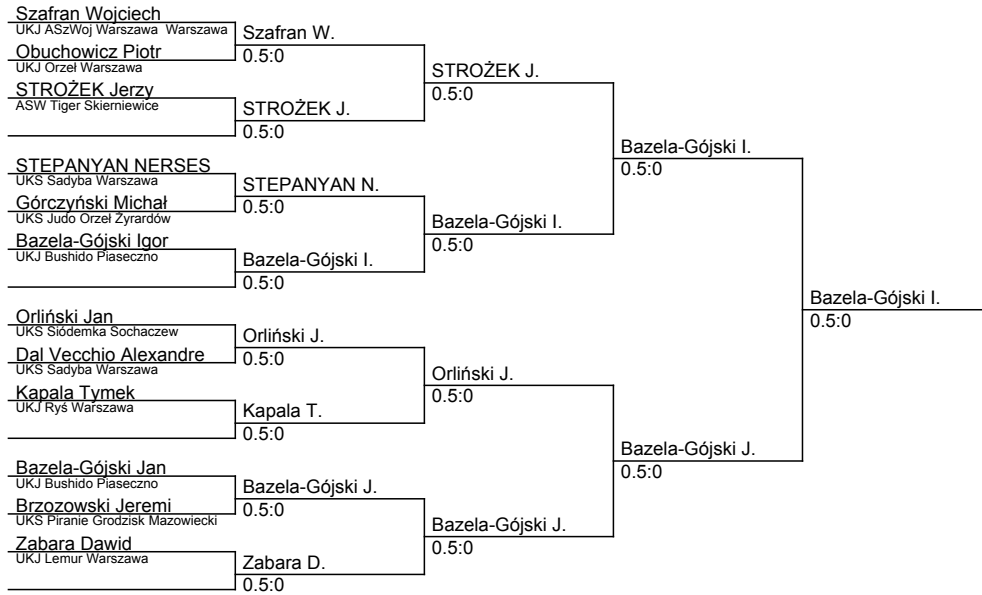 Szafran Wojciech
UKJ ASzWoj Warszawa  Warszawa
Obuchowicz Piotr
UKJ Orzeł Warszawa
STROŻEK Jerzy
ASW Tiger Skierniewice
STEPANYAN NERSES
UKS Sadyba Warszawa
Górczyński Michał
UKS Judo Orzeł Żyrardów
Bazela-Gójski Igor
UKJ Bushido Piaseczno
Orliński Jan
UKS Siódemka Sochaczew
Dal Vecchio Alexandre
UKS Sadyba Warszawa
Kapala Tymek
UKJ Ryś Warszawa
Bazela-Gójski Jan
UKJ Bushido Piaseczno
Brzozowski Jeremi
UKS Piranie Grodzisk Mazowiecki
Zabara Dawid
UKJ Lemur Warszawa
Szafran W.
0.5:0
STROŻEK J.
0.5:0
STEPANYAN N.
0.5:0
Bazela-Gójski I.
0.5:0
Orliński J.
0.5:0
Kapala T.
0.5:0
Bazela-Gójski J.
0.5:0
Zabara D.
0.5:0
STROŻEK J.
0.5:0
Bazela-Gójski I.
0.5:0
Orliński J.
0.5:0
Bazela-Gójski J.
0.5:0
Bazela-Gójski I.
0.5:0
Bazela-Gójski J.
0.5:0
Bazela-Gójski I.
0.5:0